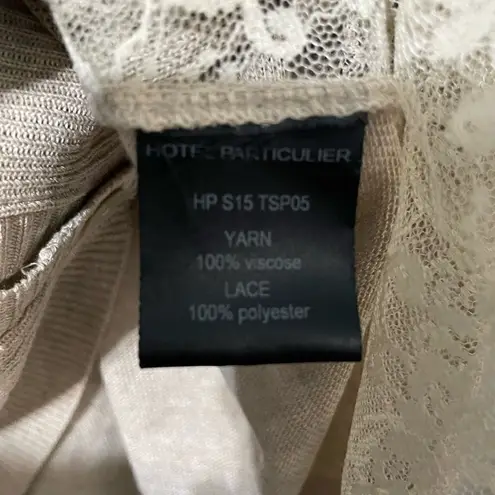 HOTEL PARTICULIER
HP S15 TSP05
YARN
100% viscose
LACE
100% polyester